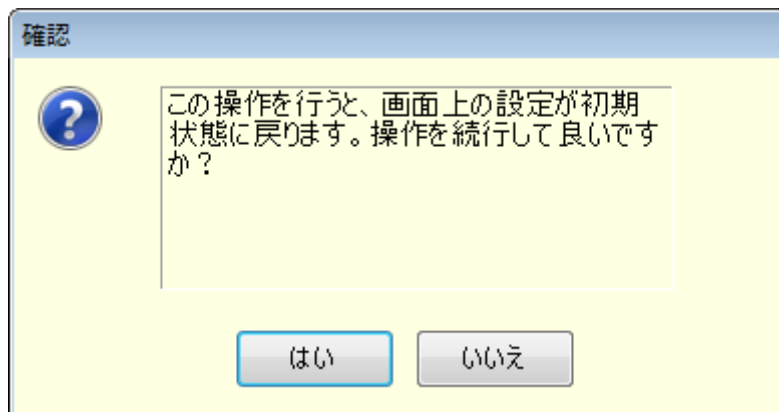 確認
この操作を行うと、画面上の設定が初期
状態に戻ります。操作を続行して良いです
か？
はい
いいえ